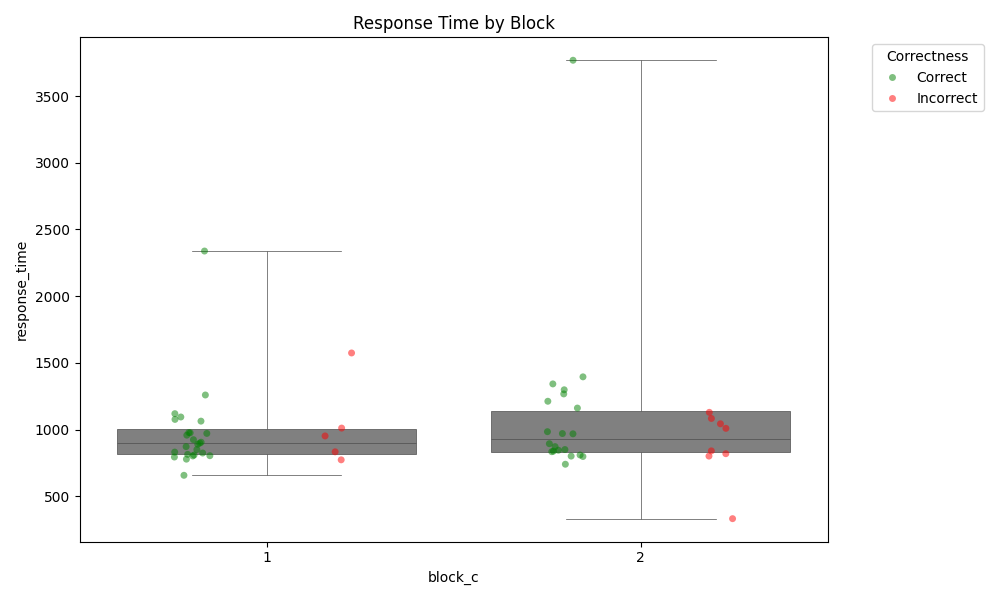 Response Time by Block
Correctness
Correct
Incorrect
3500
3000
2500
2000
1500
1000
500
response_time
1
2
block_c